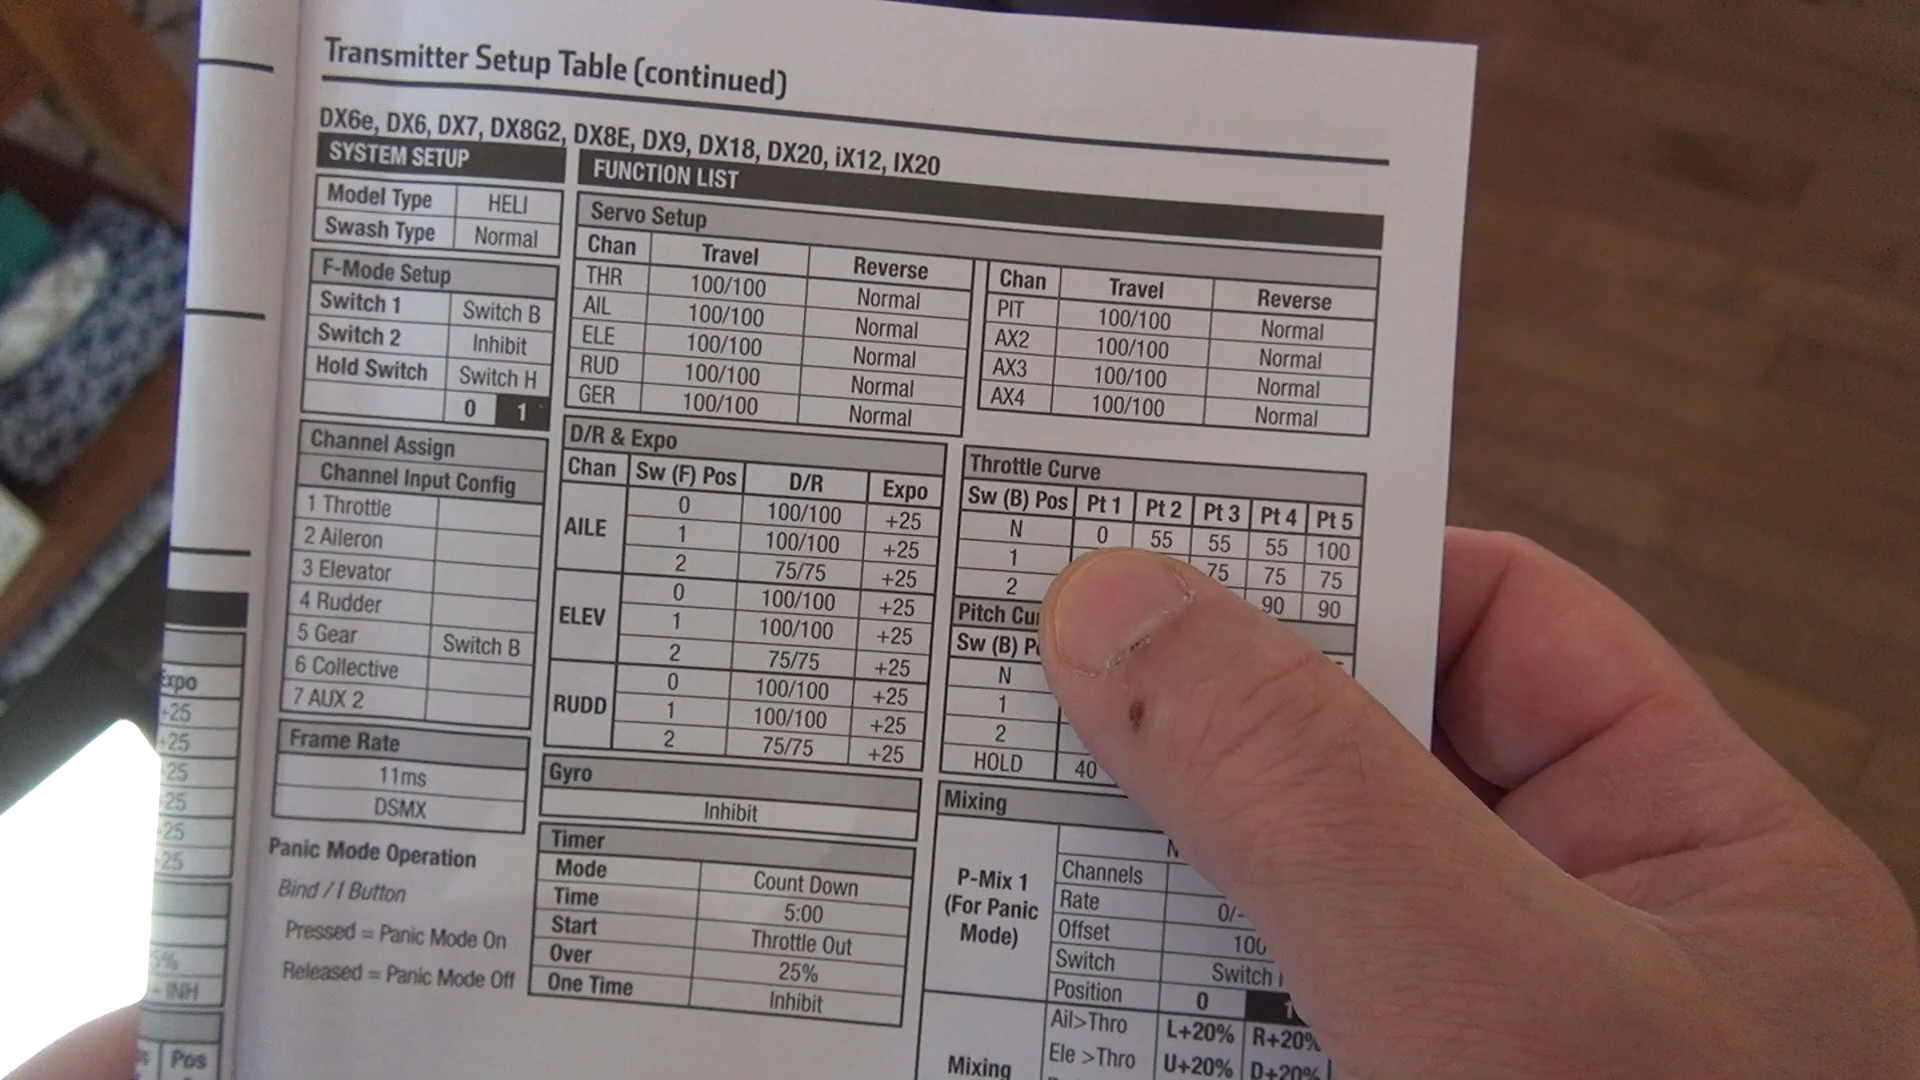 Transmitter Setup Table (continued)
DX6e, DX6, DX7, DX8G2, DX8E, DX9, DX18, DX20, iX12, IX20
SYSTEM SETUP
Model Type HELI
Swash Type Normal
F-Mode Setup
Switch 1 Switch B
Switch 2 Inhibit
Hold Switch Switch H
0 1
Channel Assign
Channel Input Config
1 Throttle
2 Aileron
3 Elevator
4 Rudder
5 Gear Switch B
6 Collective
7 AUX 2
Frame Rate
11ms
DSMX
Panic Mode Operation
Bind / I Button
Pressed = Panic Mode On
Released = Panic Mode Off
FUNCTION LIST
Servo Setup
Chan Travel Reverse
THR 100/100 Normal
AIL 100/100 Normal
ELE 100/100 Normal
RUD 100/100 Normal
GER 100/100 Normal
Chan Travel Reverse
PIT 100/100 Normal
AX2 100/100 Normal
AX3 100/100 Normal
AX4 100/100 Normal
D/R & Expo
Chan Sw (F) Pos D/R Expo
AILE
0 100/100 +25
1 100/100 +25
2 75/75 +25
ELEV
0 100/100 +25
1 100/100 +25
2 75/75 +25
RUDD
0 100/100 +25
1 100/100 +25
2 75/75 +25
Gyro
Inhibit
Timer
Mode Count Down
Time 5:00
Start Throttle Out
Over 25%
One Time Inhibit
Throttle Curve
Sw (B) Pos Pt 1 Pt 2 Pt 3 Pt 4 Pt 5
N 0 55 55 55 100
1 75 75 75
2 90 90
Pitch
Sw (B)
N
1
2
HOLD 40
Mixing
P-Mix 1
(For Panic
Mode)
Channels
Rate
Offset 100
Switch Switch
Position 0 1
Mixing
Ail>Thro L+20% R+20%
Ele >Thro U+20% D+20%
Expo
+25
+25
-25
-25
-25
-25
5%
- INH
Pos